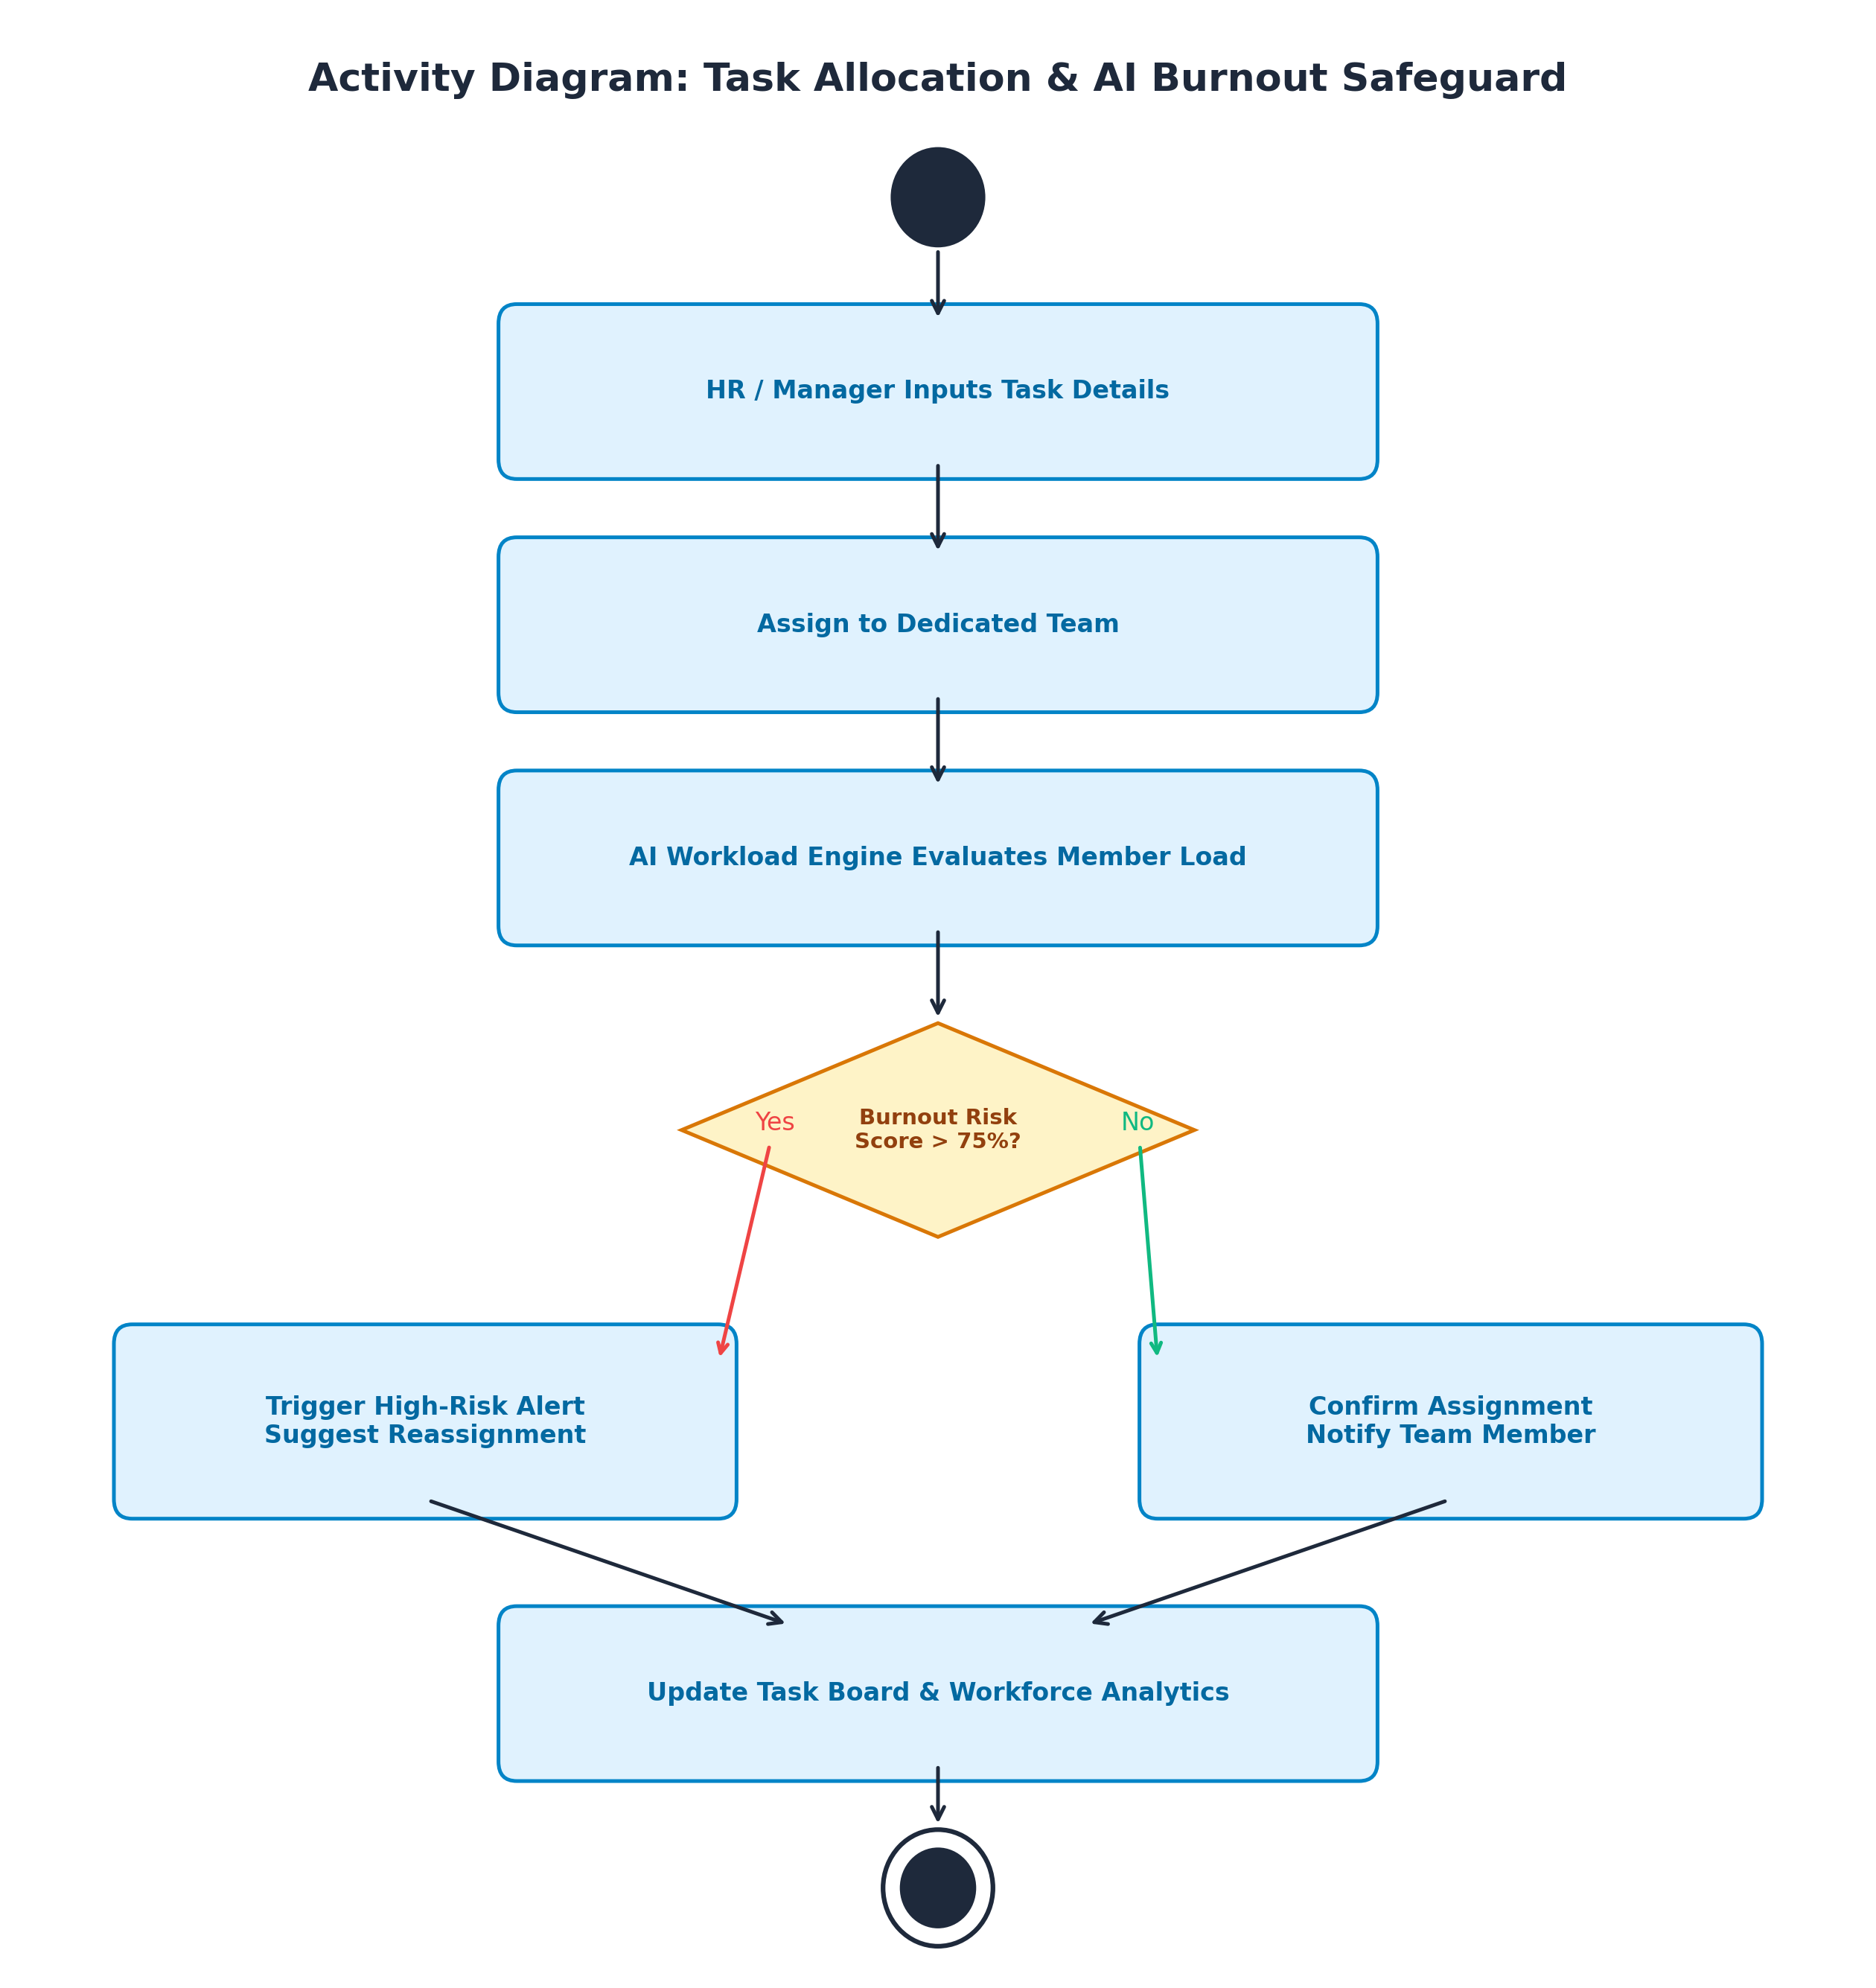 Activity Diagram: Task Allocation & AI Burnout Safeguard
HR / Manager Inputs Task Details
Assign to Dedicated Team
AI Workload Engine Evaluates Member Load
Yes
Burnout Risk
Score > 75%?
No
Trigger High-Risk Alert
Suggest Reassignment
Confirm Assignment
Notify Team Member
Update Task Board & Workforce Analytics